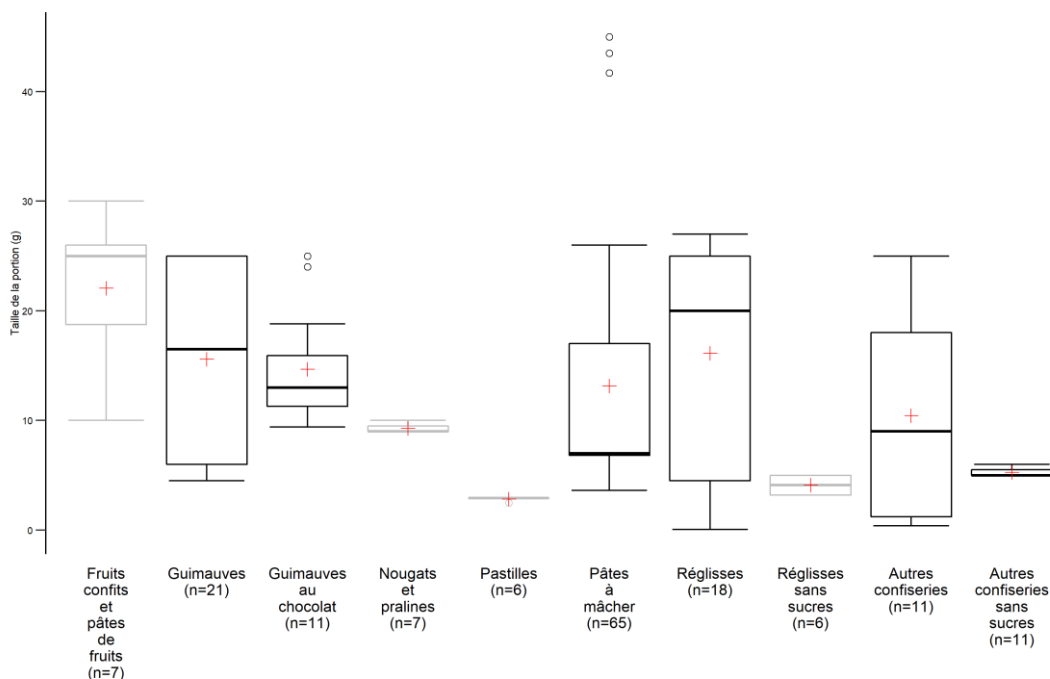 Taille de la portion (g)
40
30
20
10
0
Fruits
confits
et
pâtes
de
fruits
(n=7)
Guimauves
(n=21)
Guimauves
au
chocolat
(n=11)
Nougats
et
pralines
(n=7)
Pastilles
(n=6)
Pâtes
à
mâcher
(n=65)
Réglisses
(n=18)
Réglisses
sans
sucres
(n=6)
Autres
confiseries
(n=11)
Autres
confiseries
sans
sucres
(n=11)